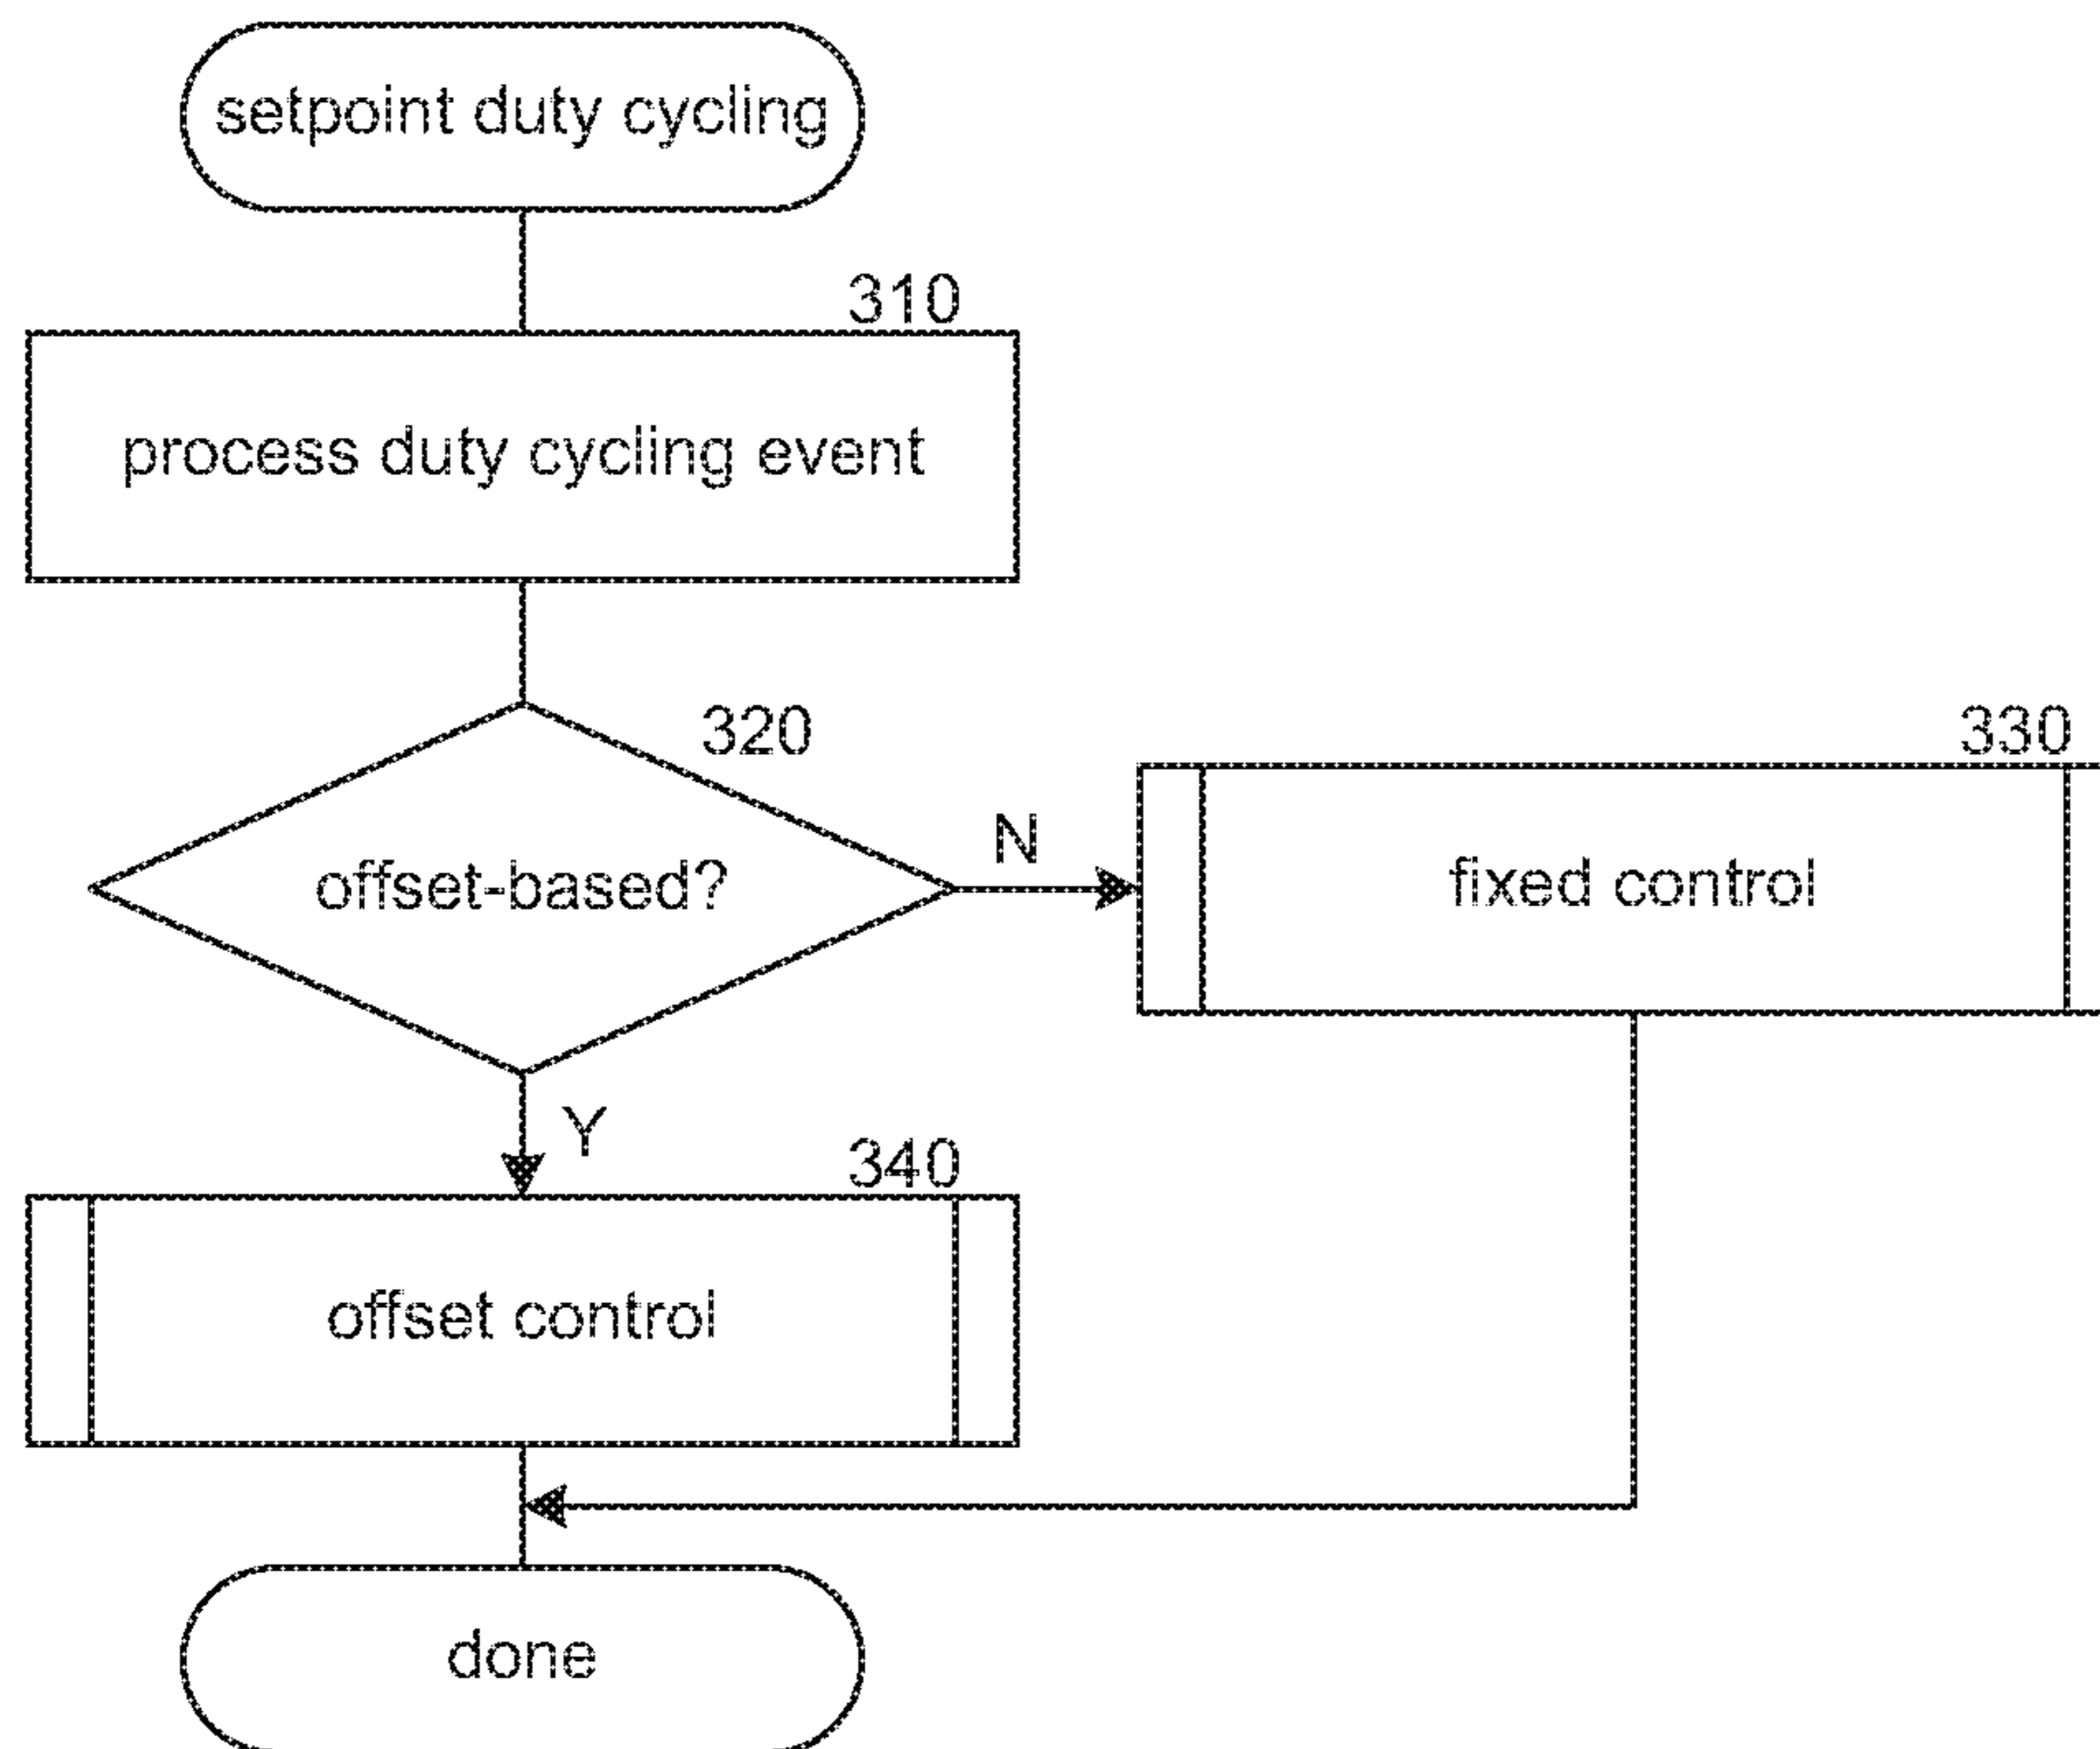 setpoint duty cycling
310
process duty cycling event
320
offset-based?
N
330
fixed control
Y
340
offset control
done